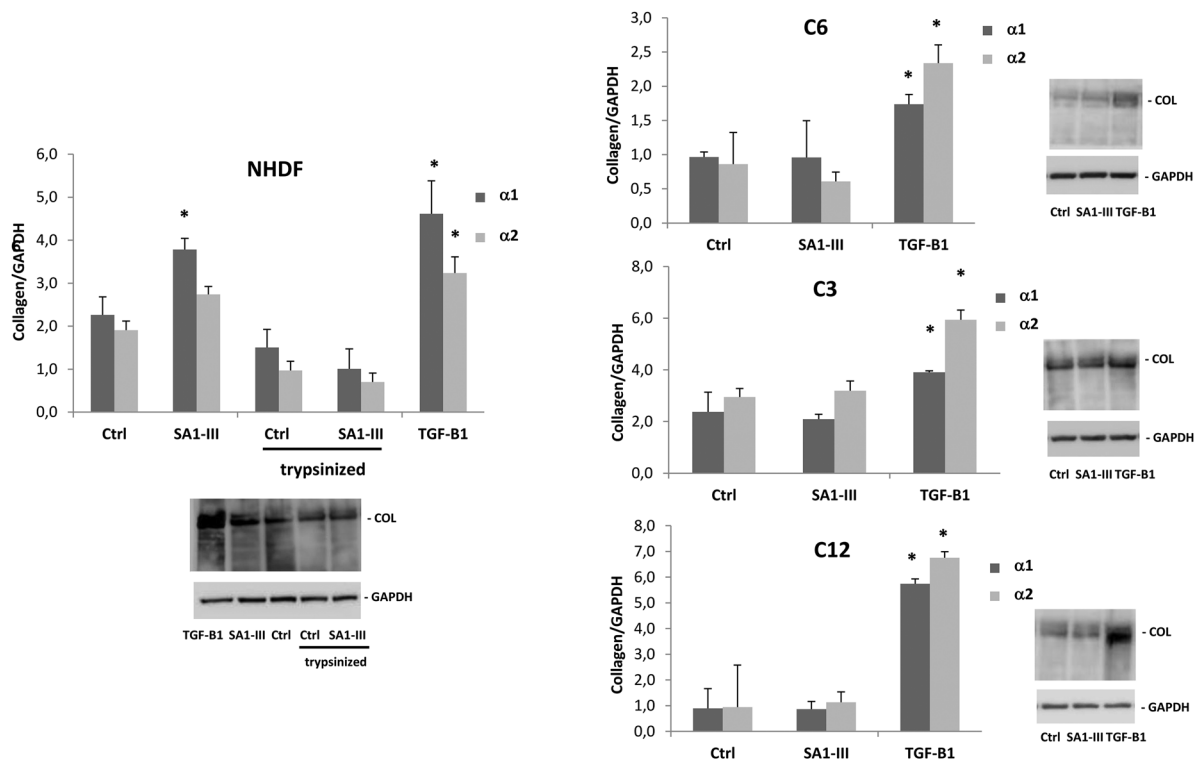 NHDF
Collagen/GAPDH
6,0
5,0
4,0
3,0
2,0
1,0
0,0
α1
α2
*
*
*
Ctrl SA1-III Ctrl SA1-III TGF-B1
trypsinized
- COL
- GAPDH
TGF-B1 SA1-III Ctrl Ctrl SA1-III
trypsinized
C6
Collagen/GAPDH
3,0
2,5
2,0
1,5
1,0
0,5
0,0
α1
α2
*
*
Ctrl SA1-III TGF-B1
- COL
- GAPDH
Ctrl SA1-III TGF-B1
C3
Collagen/GAPDH
8,0
6,0
4,0
2,0
0,0
α1
α2
*
*
Ctrl SA1-III TGF-B1
- COL
- GAPDH
Ctrl SA1-III TGF-B1
C12
Collagen/GAPDH
8,0
7,0
6,0
5,0
4,0
3,0
2,0
1,0
0,0
α1
α2
*
*
Ctrl SA1-III TGF-B1
- COL
- GAPDH
Ctrl SA1-III TGF-B1